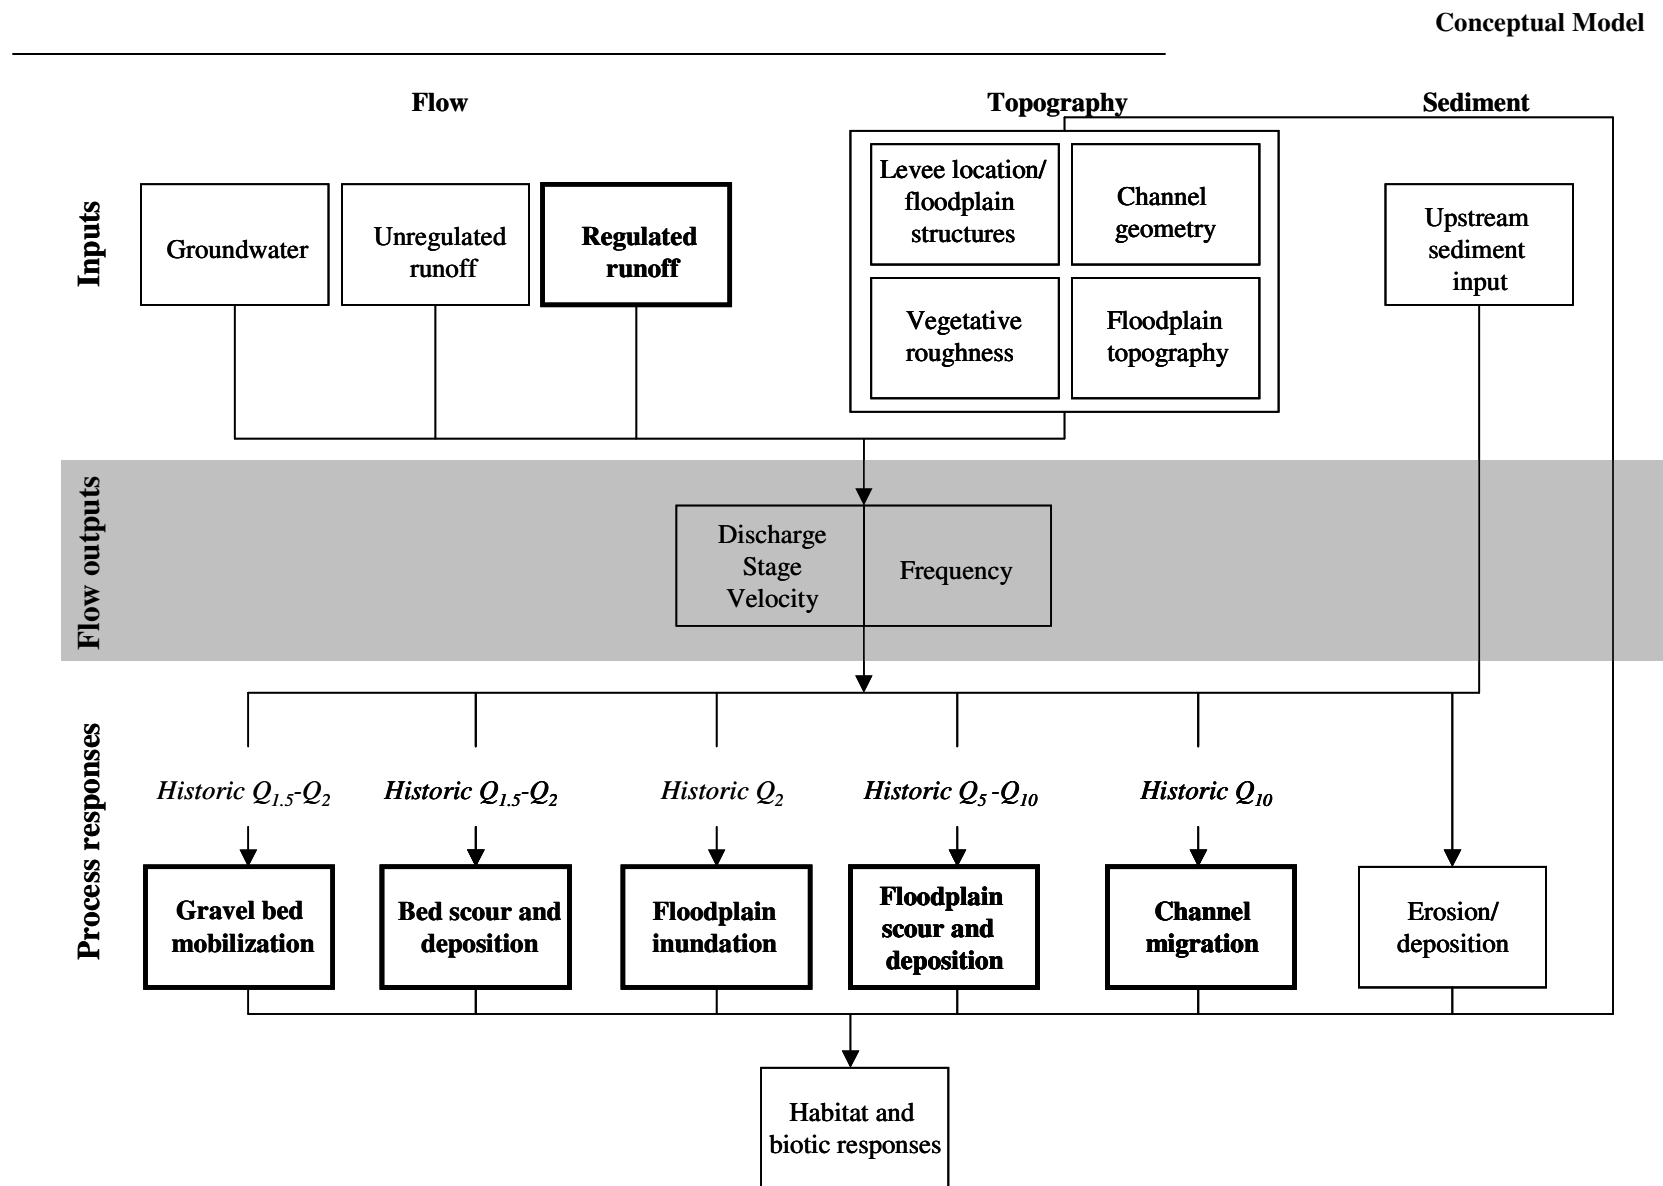 Conceptual Model
Flow
Topography
Sediment
Inputs
Groundwater
Unregulated
runoff
Regulated
runoff
Levee location/
floodplain
structures
Channel
geometry
Vegetative
roughness
Floodplain
topography
Upstream
sediment
input
Flow outputs
Discharge
Stage
Velocity
Frequency
Process responses
Historic Q1.5-Q2
Historic Q1.5-Q2
Historic Q2
Historic Q5 -Q10
Historic Q10
Gravel bed
mobilization
Bed scour and
deposition
Floodplain
inundation
Floodplain
scour and
deposition
Channel
migration
Erosion/
deposition
Habitat and
biotic responses